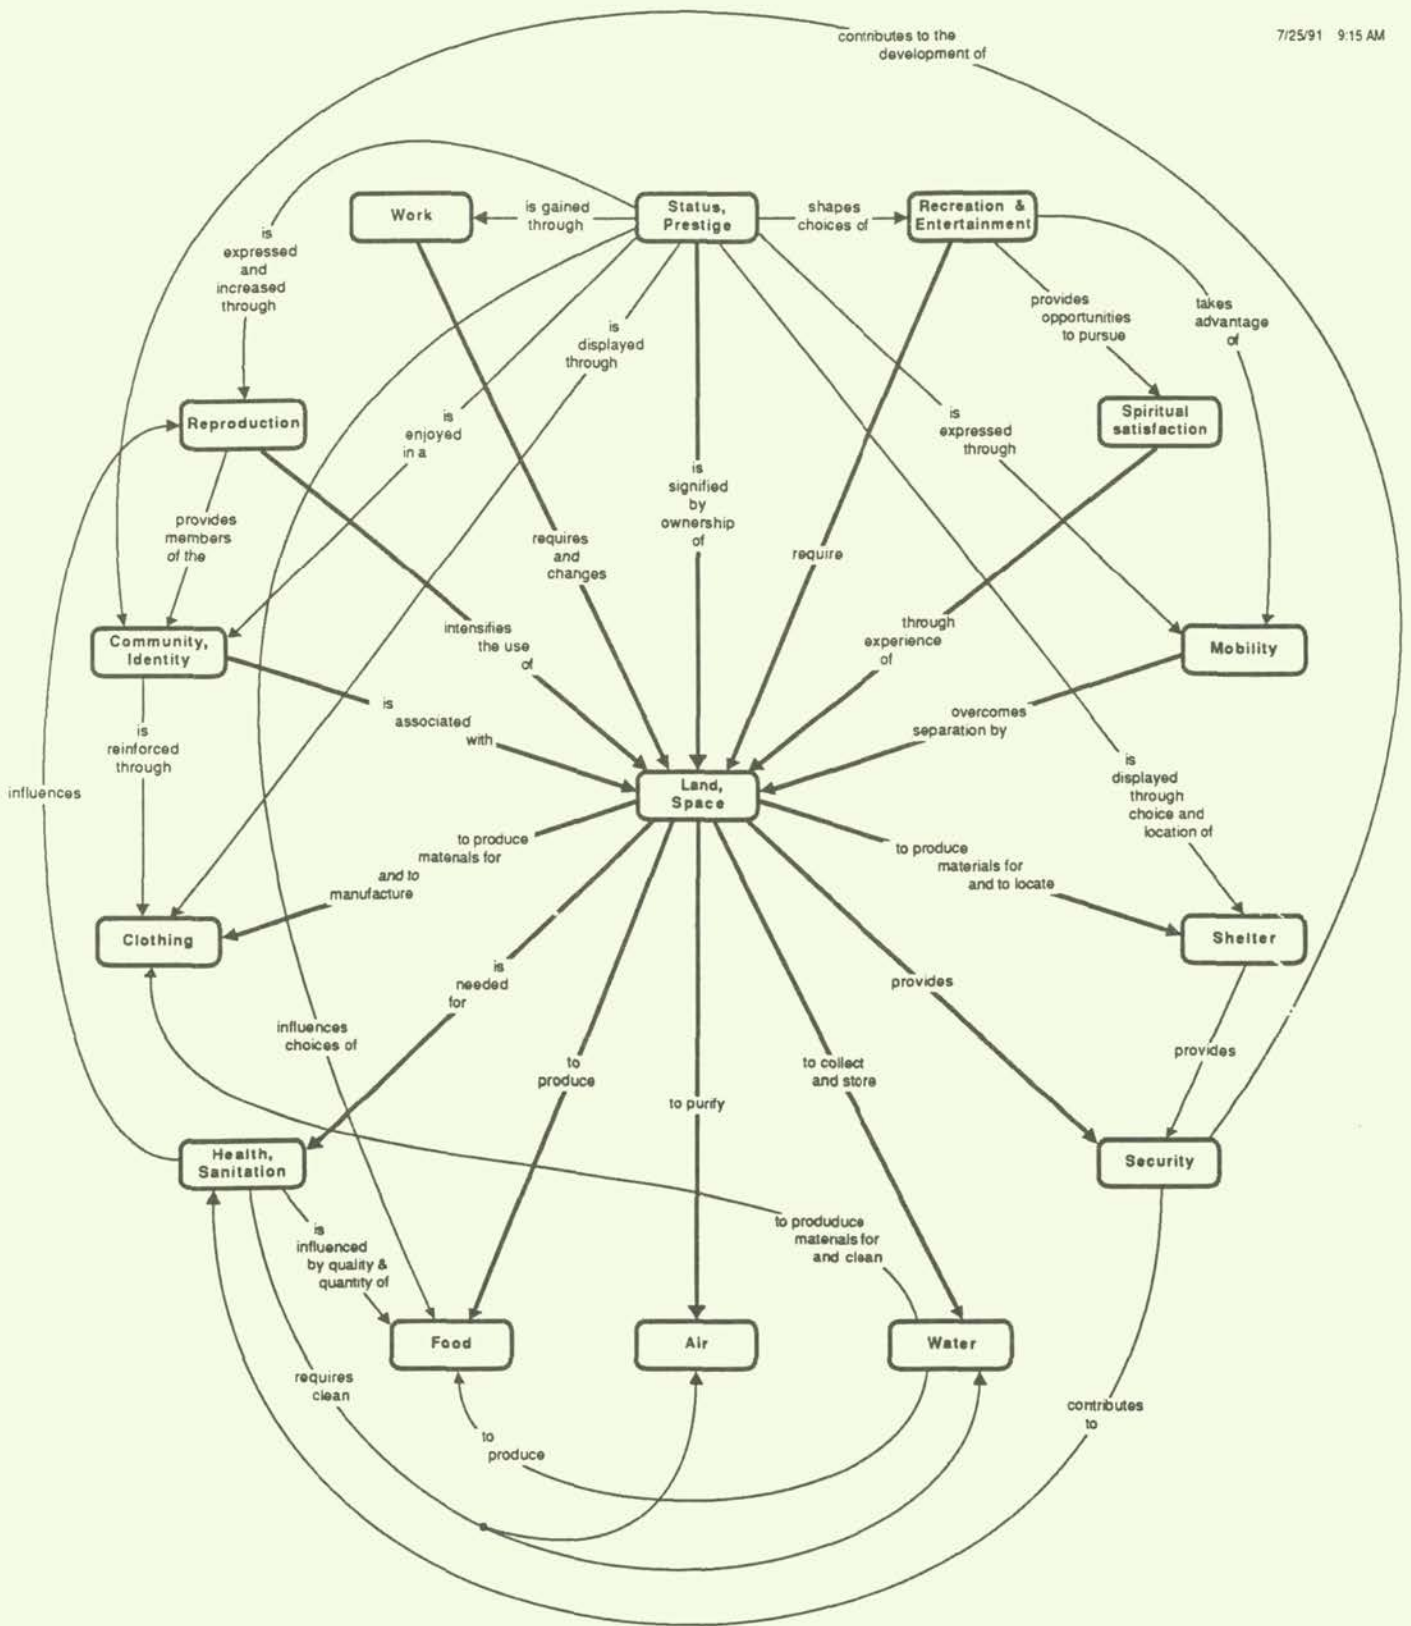 7/25/91 9:15 AM
contributes to the
development of
Work
is gained
through
Status,
Prestige
shapes
choices of
Recreation &
Entertainment
is
expressed
and
increased
through
provides
opportunities
to pursue
takes
advantage
of
is
displayed
through
Reproduction
is
enjoyed
in a
is
expressed
through
Spiritual
satisfaction
is
signified
by
ownership
of
provides
members
of the
requires
and
changes
require
intensifies
the use
of
through
experience
of
Community,
Identity
Mobility
is
associated
with
overcomes
separation by
is
reinforced
through
influences
Land,
Space
is
displayed
through
choice and
location of
to produce
materials for
and to
manufacture
to produce
materials for
and to locate
Clothing
Shelter
is
needed
for
provides
influences
choices of
to
produce
to purify
to collect
and store
provides
Health,
Sanitation
Security
is
influenced
by quality &
quantity of
to produduce
materials for
and clean
Food
Air
Water
requires
clean
to
produce
contributes
to